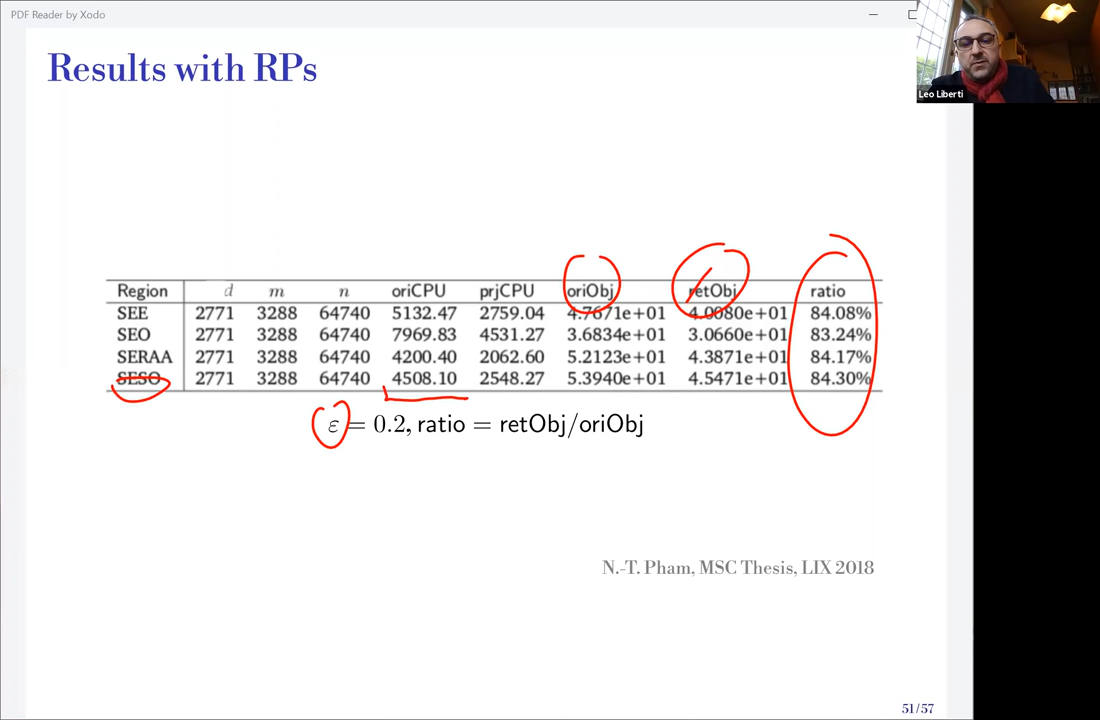 PDF Reader by Xodo
Results with RPs
Leo Liberti
Region d m n oriCPU prjCPU oriObj retObj ratio
SEE 2771 3288 64740 5132.47 2759.04 4.7671e+01 4.0080e+01 84.08%
SEO 2771 3288 64740 7969.83 4531.27 3.6834e+01 3.0660e+01 83.24%
SERAA 2771 3288 64740 4200.40 2062.60 5.2123e+01 4.3871e+01 84.17%
SESO 2771 3288 64740 4508.10 2548.27 5.3940e+01 4.5471e+01 84.30%
ε = 0.2, ratio = retObj/oriObj
N.-T. Pham, MSC Thesis, LIX 2018
51/57